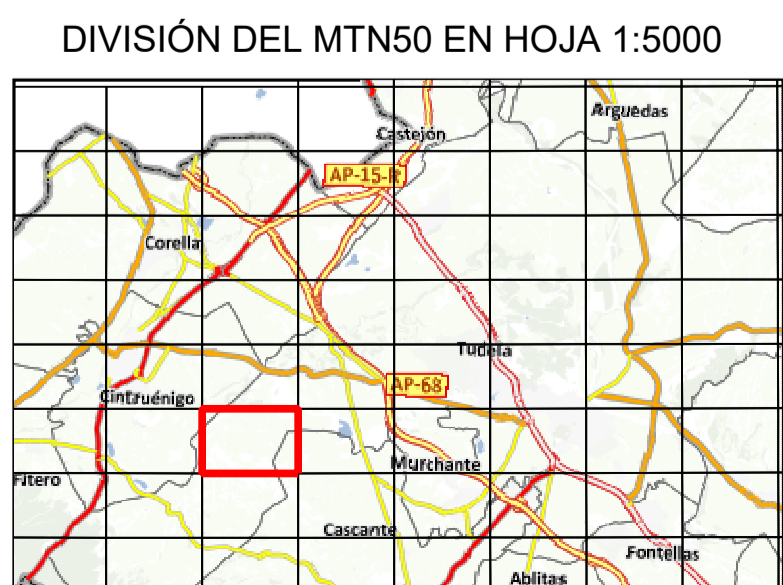 DIVISIÓN DEL MTN50 EN HOJA 1:5000
Arguedas
Castejón
AP-15-R
Corella
Tudela
AP-68
Cintruénigo
Murchante
Fitero
Cascante
Fontellas
Ablitas